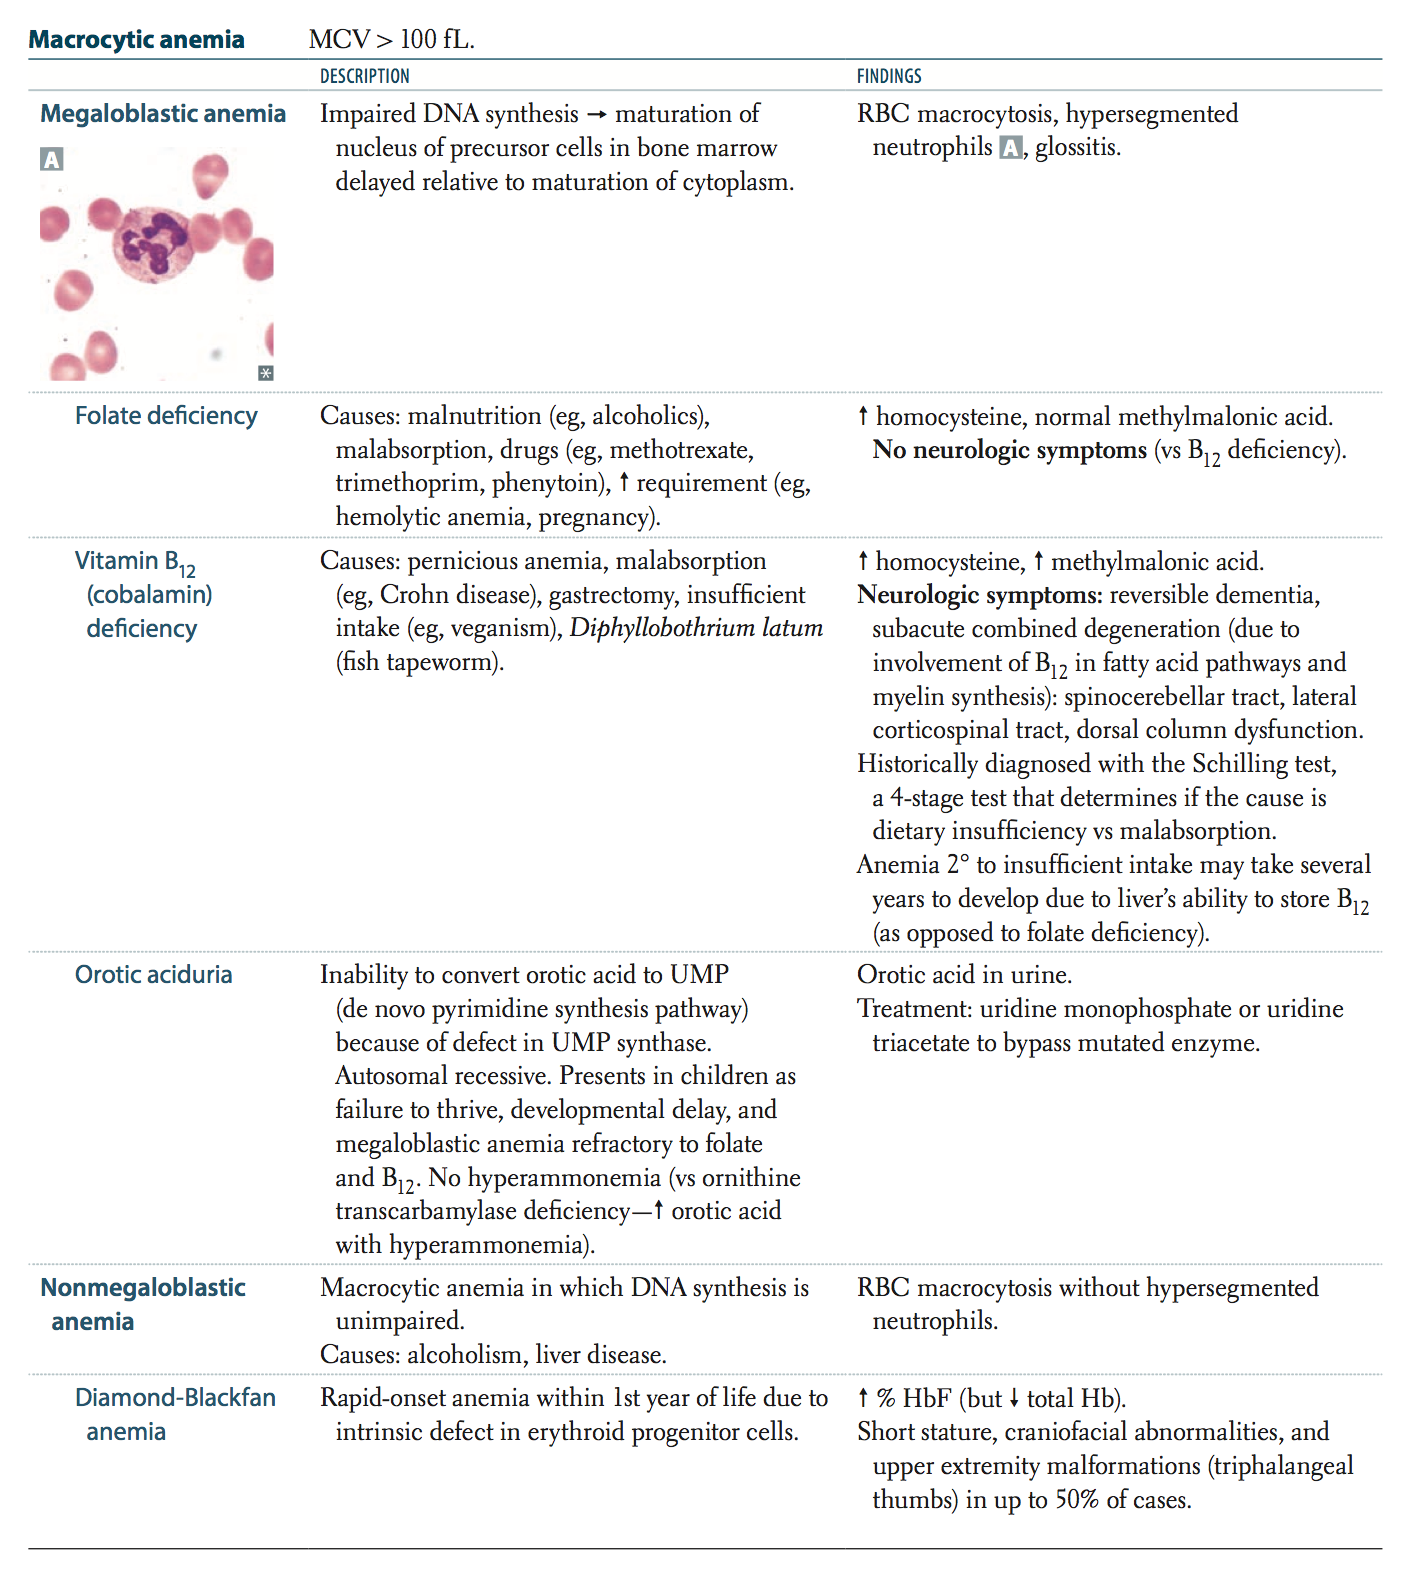 Macrocytic anemia MCV > 100 fL.
DESCRIPTION FINDINGS
Megaloblastic anemia
A
*
Impaired DNA synthesis → maturation of
nucleus of precursor cells in bone marrow
delayed relative to maturation of cytoplasm.
RBC macrocytosis, hypersegmented
neutrophils A, glossitis.
Folate deficiency
Causes: malnutrition (eg, alcoholics),
malabsorption, drugs (eg, methotrexate,
trimethoprim, phenytoin), ↑ requirement (eg,
hemolytic anemia, pregnancy).
↑ homocysteine, normal methylmalonic acid.
No neurologic symptoms (vs B12 deficiency).
Vitamin B12
(cobalamin)
deficiency
Causes: pernicious anemia, malabsorption
(eg, Crohn disease), gastrectomy, insufficient
intake (eg, veganism), Diphyllobothrium latum
(fish tapeworm).
↑ homocysteine, ↑ methylmalonic acid.
Neurologic symptoms: reversible dementia,
subacute combined degeneration (due to
involvement of B12 in fatty acid pathways and
myelin synthesis): spinocerebellar tract, lateral
corticospinal tract, dorsal column dysfunction.
Historically diagnosed with the Schilling test,
a 4-stage test that determines if the cause is
dietary insufficiency vs malabsorption.
Anemia 2° to insufficient intake may take several
years to develop due to liver's ability to store B12
(as opposed to folate deficiency).
Orotic aciduria
Inability to convert orotic acid to UMP
(de novo pyrimidine synthesis pathway)
because of defect in UMP synthase.
Autosomal recessive. Presents in children as
failure to thrive, developmental delay, and
megaloblastic anemia refractory to folate
and B12. No hyperammonemia (vs ornithine
transcarbamylase deficiency—↑ orotic acid
with hyperammonemia).
Orotic acid in urine.
Treatment: uridine monophosphate or uridine
triacetate to bypass mutated enzyme.
Nonmegaloblastic
anemia
Macrocytic anemia in which DNA synthesis is
unimpaired.
Causes: alcoholism, liver disease.
RBC macrocytosis without hypersegmented
neutrophils.
Diamond-Blackfan
anemia
Rapid-onset anemia within 1st year of life due to
intrinsic defect in erythroid progenitor cells.
↑ % HbF (but ↓ total Hb).
Short stature, craniofacial abnormalities, and
upper extremity malformations (triphalangeal
thumbs) in up to 50% of cases.